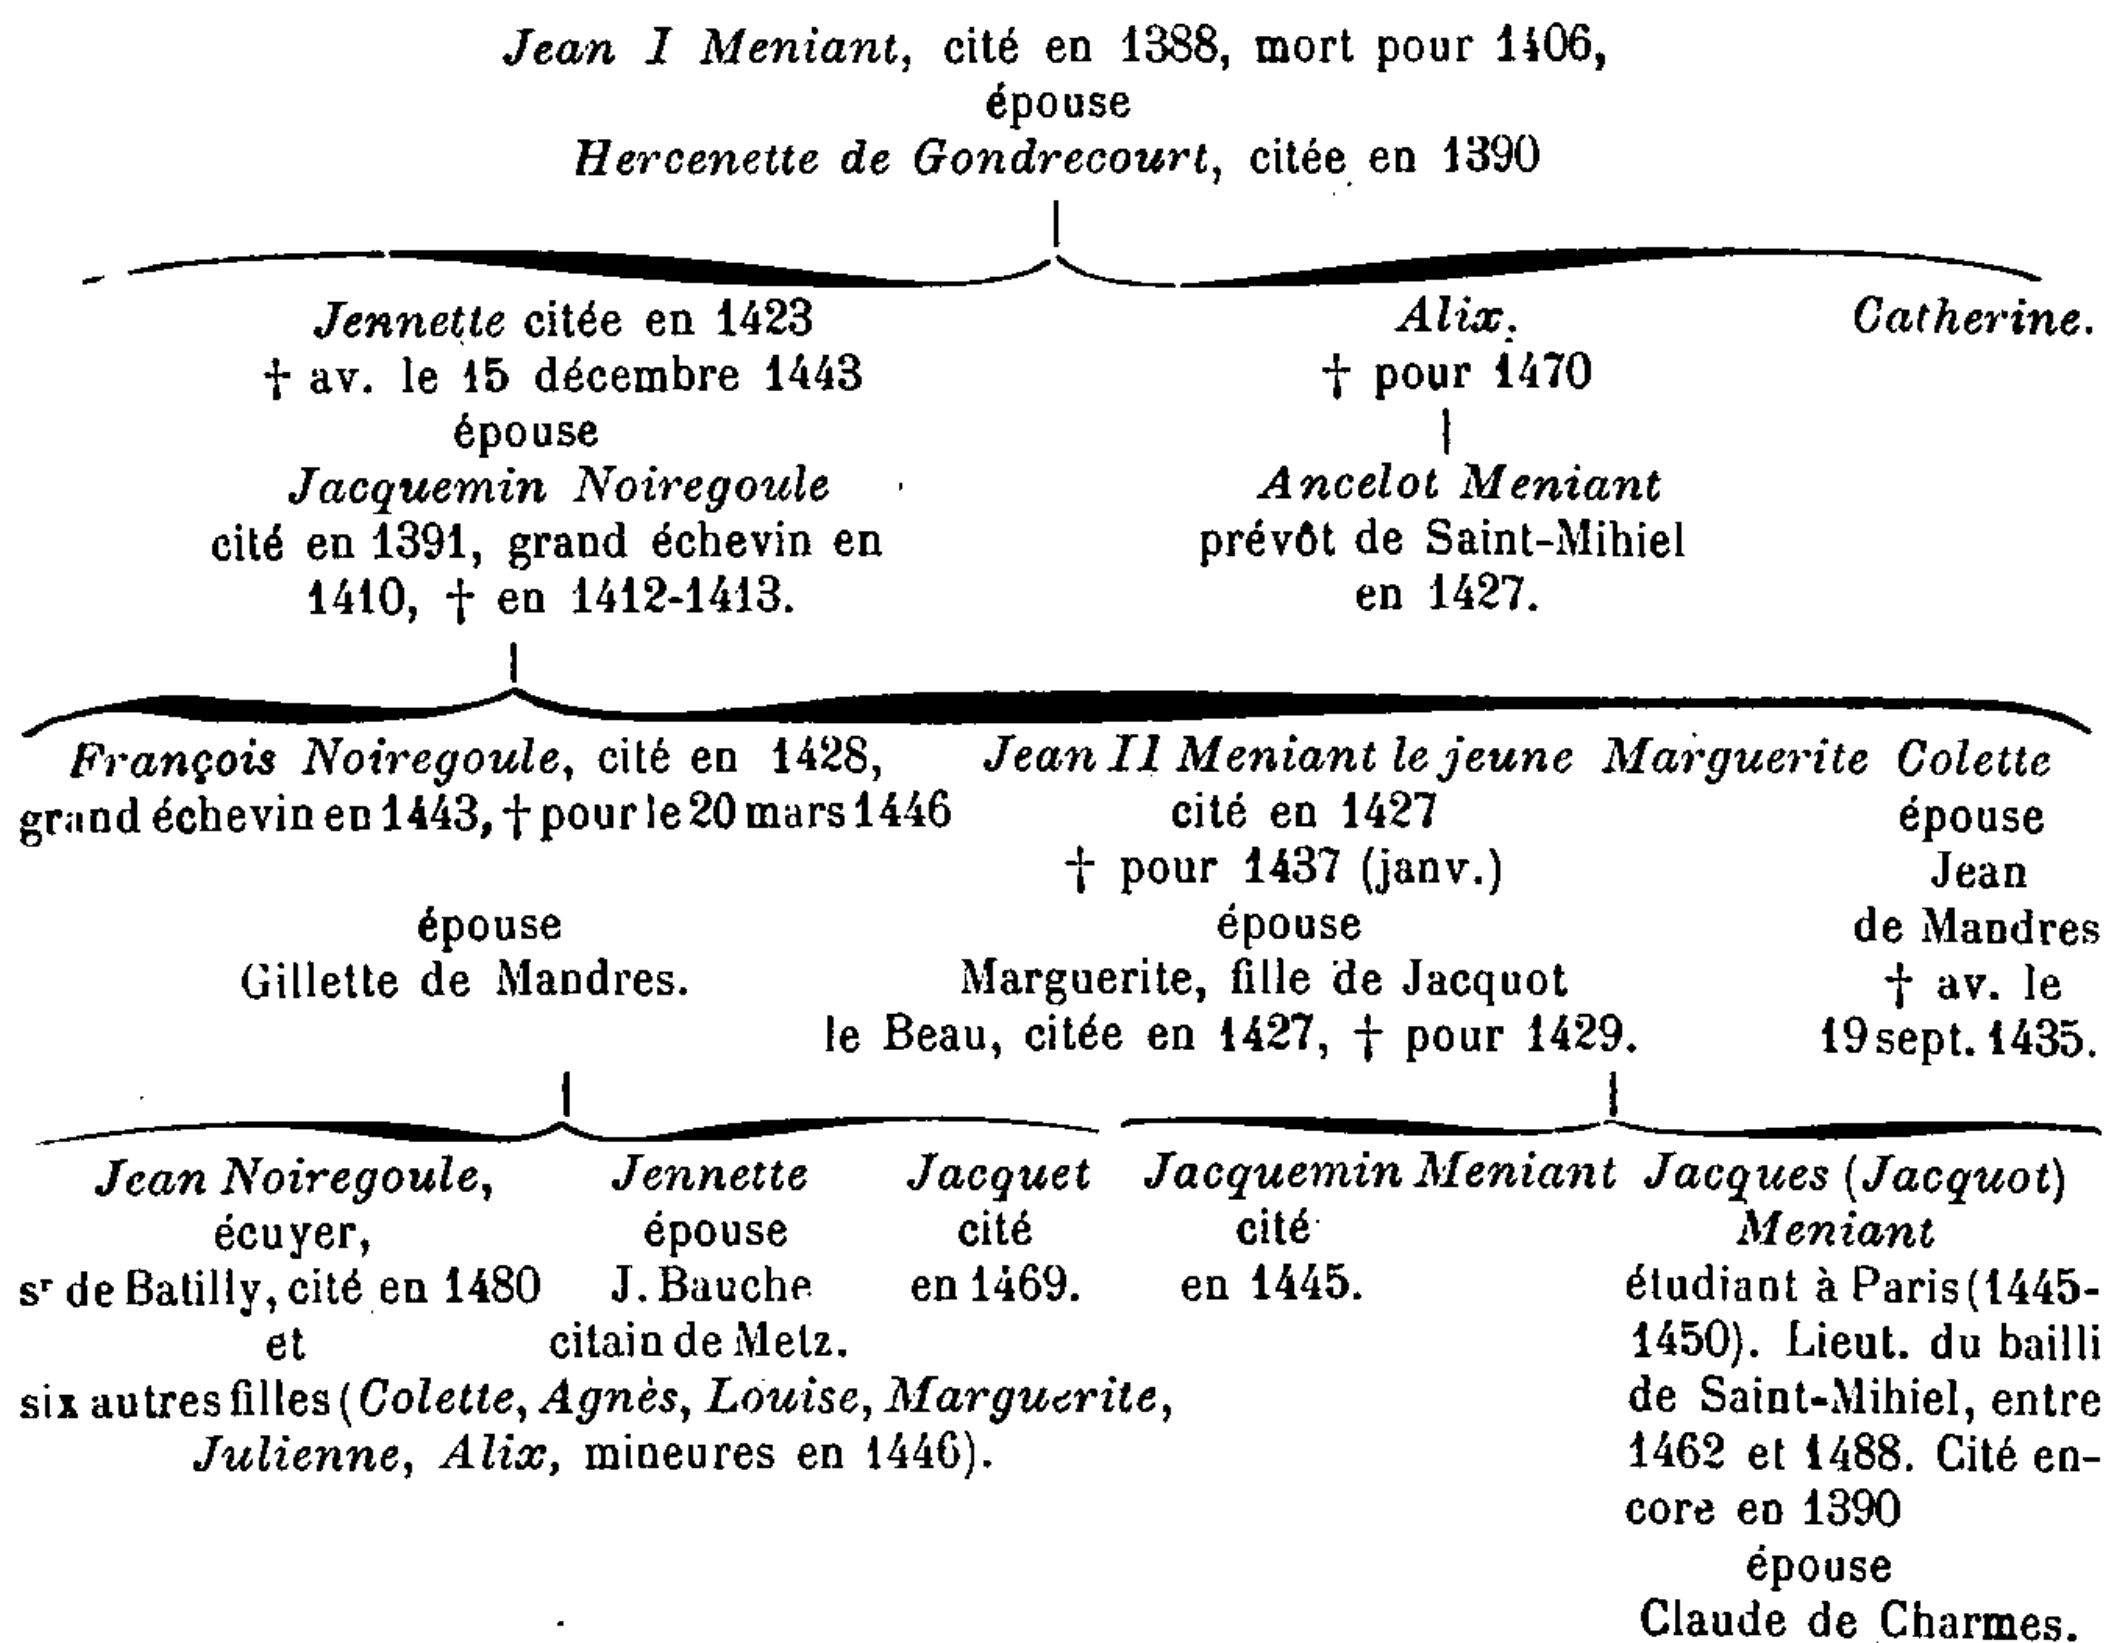 Jean I Meniant, cité en 1388, mort pour 1406,
épouse
Hercenette de Gondrecourt, citée en 1390
Jennette citée en 1423
† av. le 15 décembre 1443
épouse
Jacquemin Noiregoule
cité en 1391, grand échevin en
1410, † en 1412-1413.
Alix.
† pour 1470
Ancelot Meniant
prévôt de Saint-Mihiel
en 1427.
Catherine.
François Noiregoule, cité en 1428,
grand échevin en 1443, † pour le 20 mars 1446
épouse
Gillette de Mandres.
Jean II Meniant le jeune
cité en 1427
† pour 1437 (janv.)
épouse
Marguerite, fille de Jacquot
le Beau, citée en 1427, † pour 1429.
Marguerite
Colette
épouse
Jean
de Mandres
† av. le
19 sept. 1435.
Jean Noiregoule,
écuyer,
sʳ de Batilly, cité en 1480
et
six autres filles (Colette, Agnès, Louise, Marguerite,
Julienne, Alix, mineures en 1446).
Jennette
épouse
J. Bauche
citain de Metz.
Jacquet
cité
en 1469.
Jacquemin Meniant
cité
en 1445.
Jacques (Jacquot)
Meniant
étudiant à Paris (1445-
1450). Lieut. du bailli
de Saint-Mihiel, entre
1462 et 1488. Cité en-
core en 1390
épouse
Claude de Charmes.